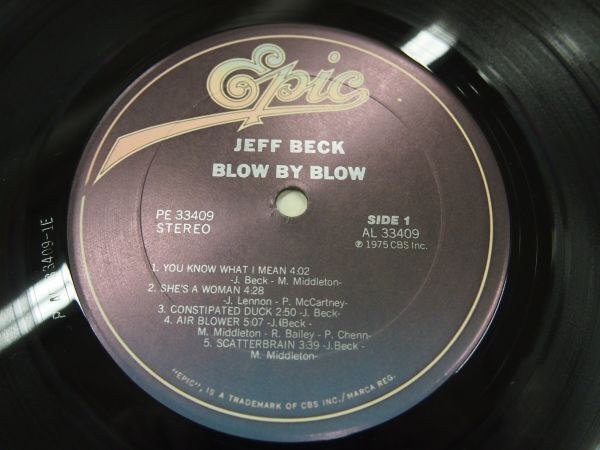 Epic
JEFF BECK
BLOW BY BLOW
PE 33409
STEREO
SIDE 1
AL 33409
℗ 1975 CBS Inc.
1. YOU KNOW WHAT I MEAN 4:02
-J. Beck - M. Middleton-
2. SHE'S A WOMAN 4:28
-J. Lennon - P. McCartney-
3. CONSTIPATED DUCK 2:50 -J. Beck-
4. AIR BLOWER 5:07 -J.(Beck -
M. Middleton - R. Bailey - P. Chenn-
5. SCATTERBRAIN 3:39 -J.Beck -
M. Middleton-
"EPIC", IS A TRADEMARK OF CBS INC./MARCA REG.
33409-1E